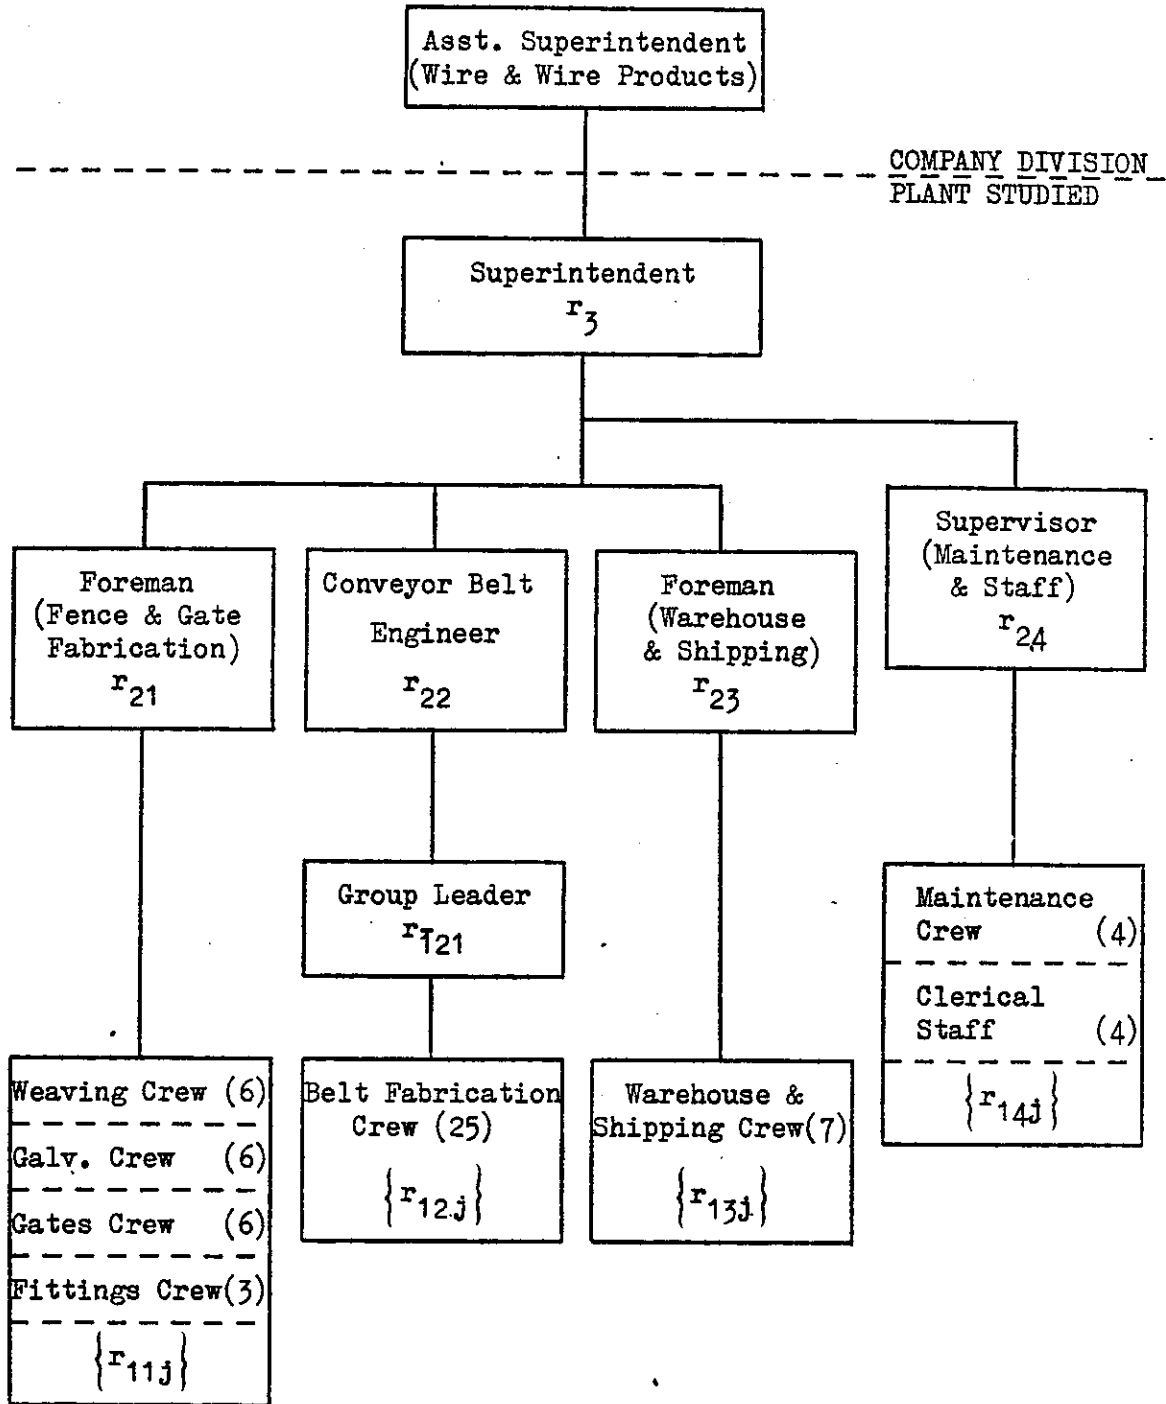 Asst. Superintendent
(Wire & Wire Products)
COMPANY DIVISION
PLANT STUDIED
Superintendent
r3
Foreman
(Fence & Gate
Fabrication)
r21
Conveyor Belt
Engineer
r22
Foreman
(Warehouse
& Shipping)
r23
Supervisor
(Maintenance
& Staff)
r24
Group Leader
r1̄21
Maintenance
Crew (4)
Clerical
Staff (4)
{r14j}
Weaving Crew (6)
Galv. Crew (6)
Gates Crew (6)
Fittings Crew(3)
{r11j}
Belt Fabrication
Crew (25)
{r12j}
Warehouse &
Shipping Crew(7)
{r13j}